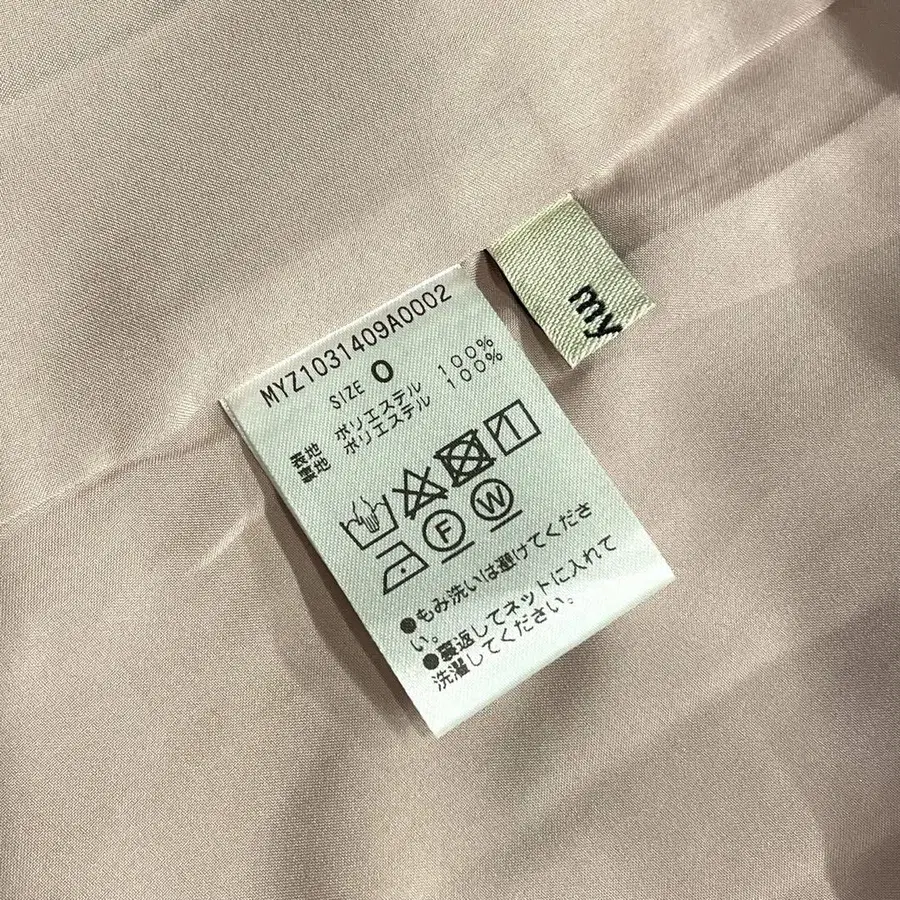 my
MYZ1031409A0002
SIZE 0
表地 ポリエステル 100%
裏地 ポリエステル 100%
F W
●もみ洗いは避けてくださ
い。
●裏返してネットに入れて
洗濯してください。